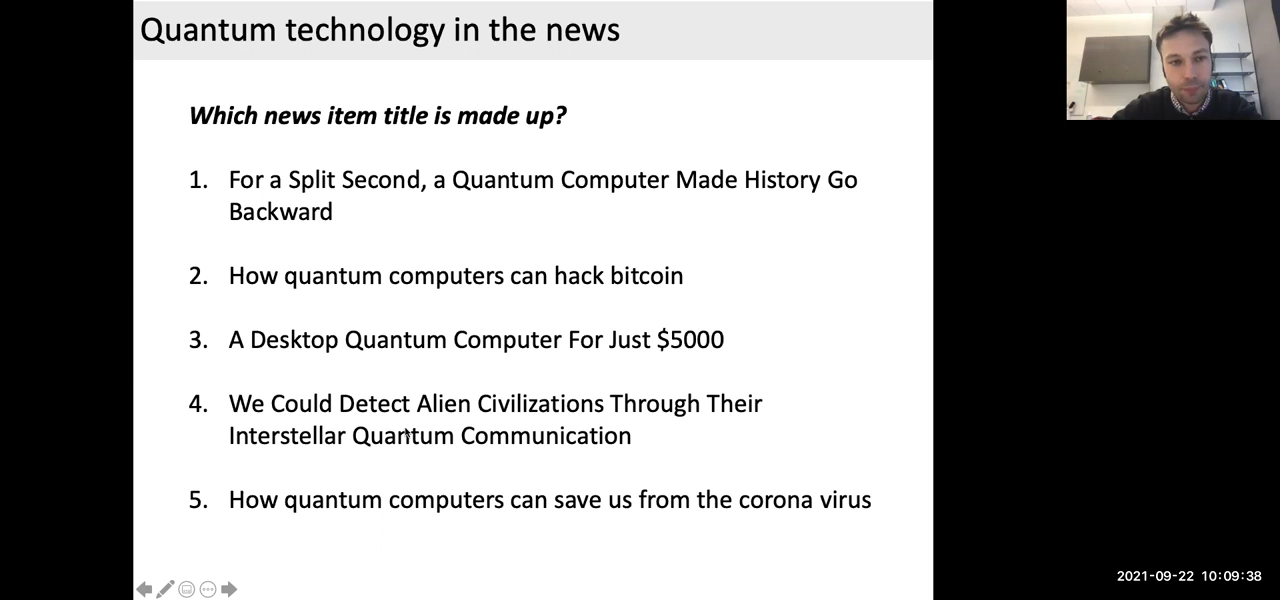 Quantum technology in the news
Which news item title is made up?
1. For a Split Second, a Quantum Computer Made History Go
Backward
2. How quantum computers can hack bitcoin
3. A Desktop Quantum Computer For Just $5000
4. We Could Detect Alien Civilizations Through Their
Interstellar Quantum Communication
5. How quantum computers can save us from the corona virus
2021-09-22 10:09:38